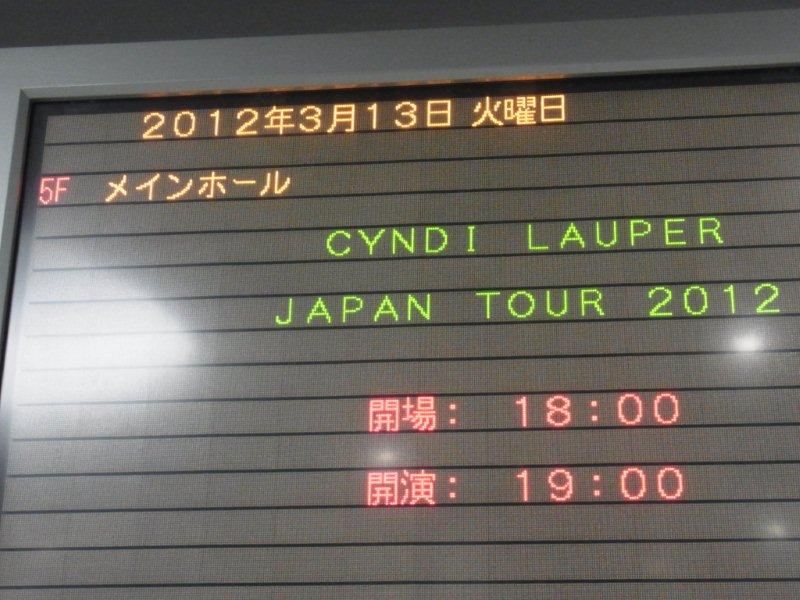 2012年3月13日 火曜日
5F メインホール
CYNDI LAUPER
JAPAN TOUR 2012
開場： 18：00
開演： 19：00